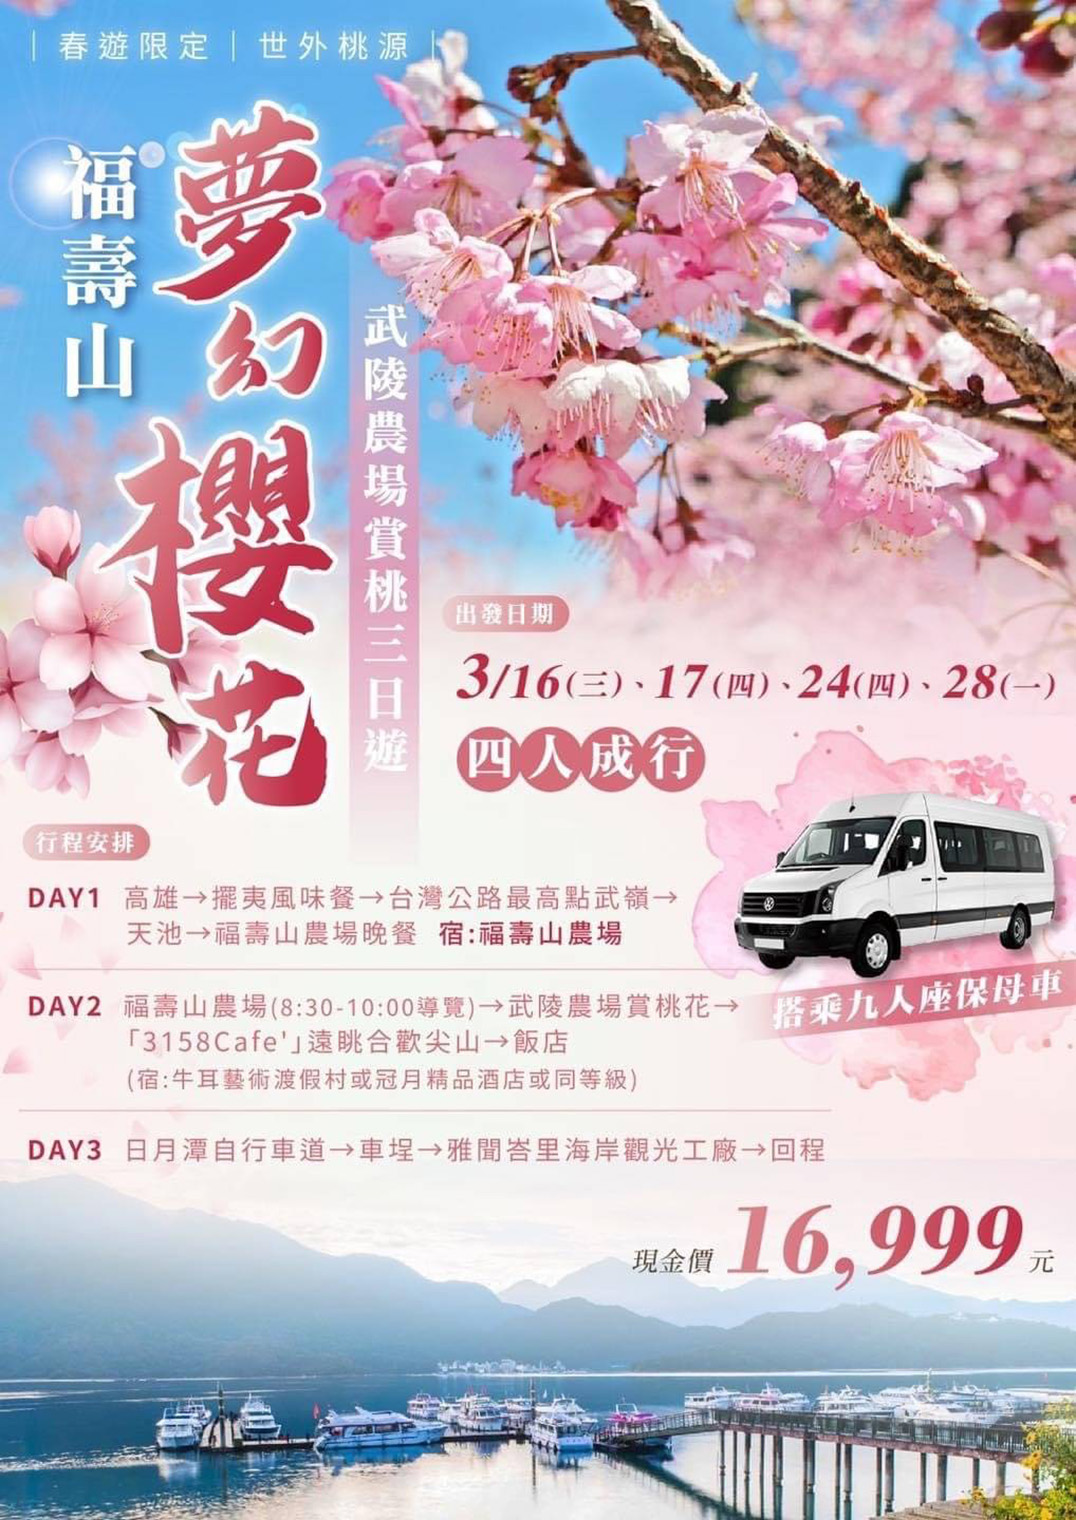 ｜春遊限定｜世外桃源｜
福壽山
夢幻櫻花
武陵農場賞桃三日遊
出發日期
3/16(三)、17(四)、24(四)、28(一)
四人成行
行程安排
DAY1 高雄→擺夷風味餐→台灣公路最高點武嶺→
天池→福壽山農場晚餐 宿:福壽山農場
DAY2 福壽山農場(8:30-10:00導覽)→武陵農場賞桃花→
「3158Cafe'」遠眺合歡尖山→飯店
(宿:牛耳藝術渡假村或冠月精品酒店或同等級)
搭乘九人座保母車
DAY3 日月潭自行車道→車埕→雅聞峇里海岸觀光工廠→回程
現金價 16,999元